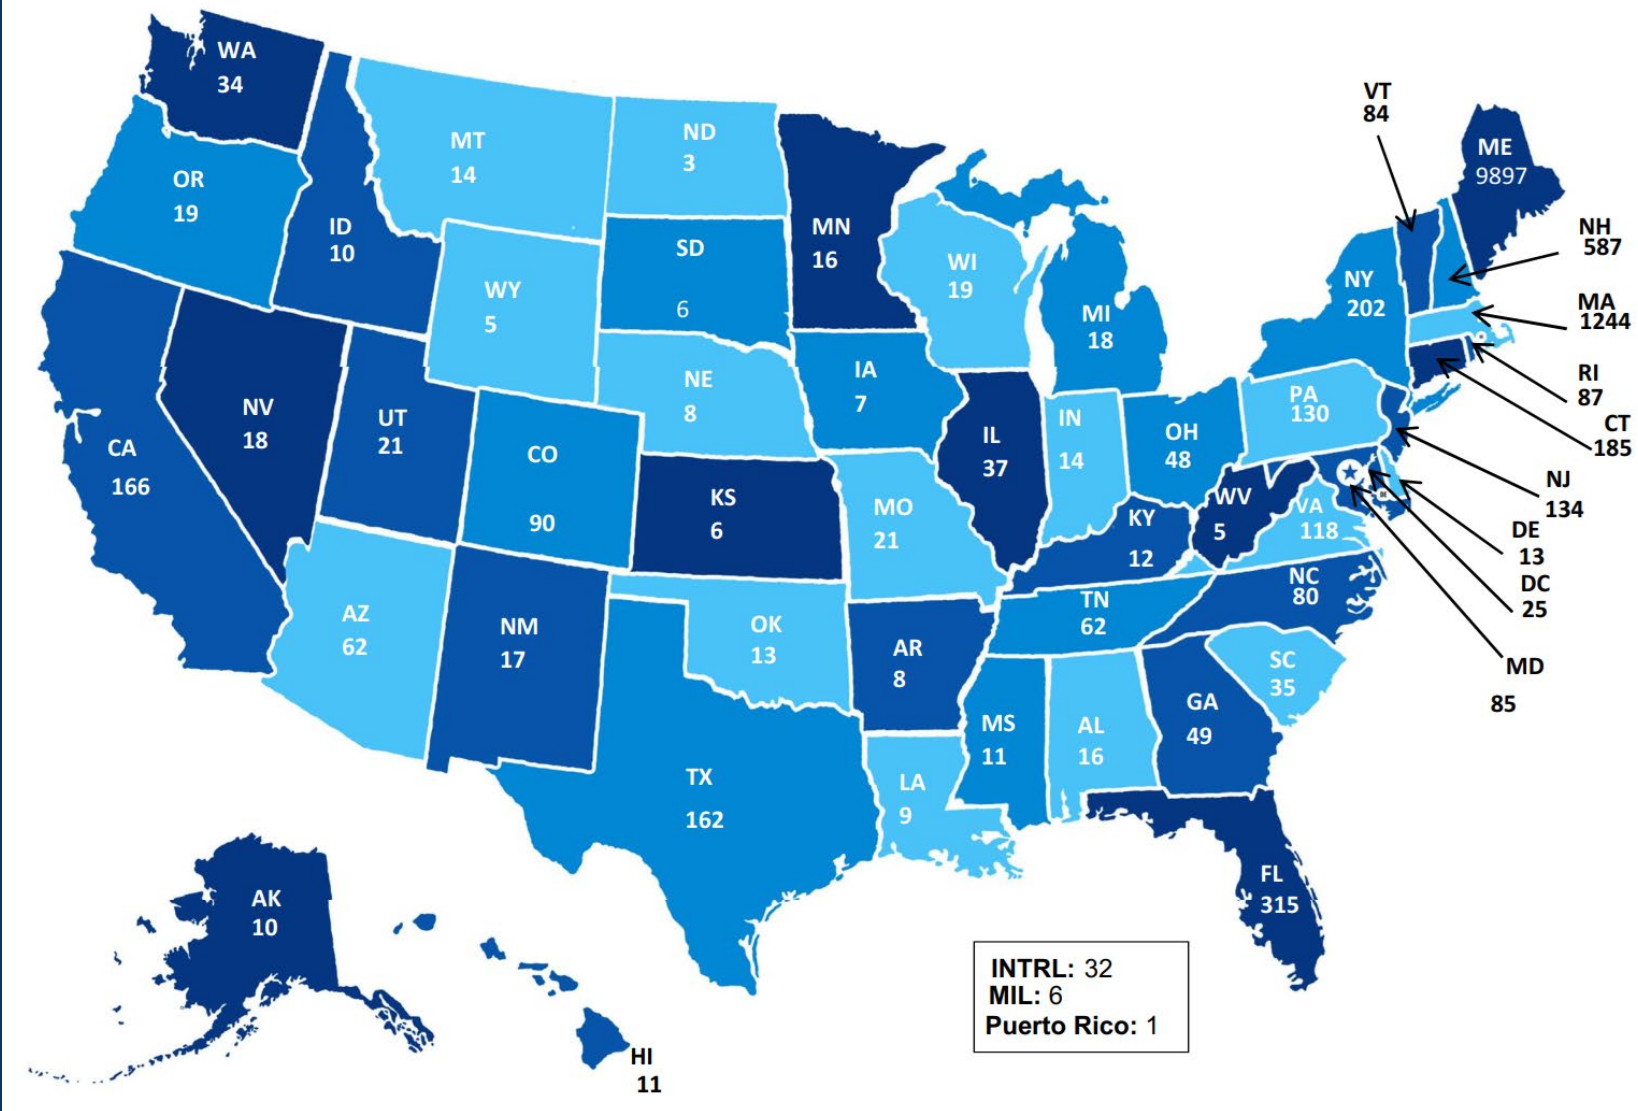 WA
34
OR
19
CA
166
ID
10
NV
18
UT
21
AZ
62
MT
14
WY
5
CO
90
NM
17
ND
3
SD
6
NE
8
KS
6
OK
13
TX
162
MN
16
IA
7
MO
21
AR
8
LA
9
WI
19
IL
37
MI
18
IN
14
OH
48
KY
12
TN
62
MS
11
AL
16
GA
49
FL
315
SC
35
NC
80
WV
5
VA
118
PA
130
NY
202
VT
84
ME
9897
NH
587
MA
1244
RI
87
CT
185
NJ
134
DE
13
DC
25
MD
85
AK
10
HI
11
INTRL: 32
MIL: 6
Puerto Rico: 1